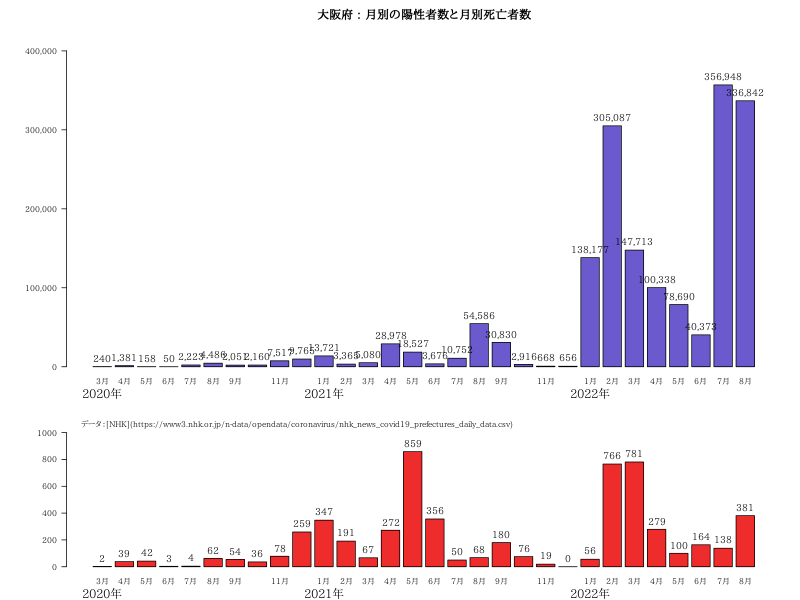 大阪府：月別の陽性者数と月別死亡者数
400,000
300,000
200,000
100,000
0
240 1,381 158 50 2,223 4,486 2,051 2,160 7,517 9,765 13,721 3,365 5,080 28,978 18,527 3,676 10,752 54,586 30,830 2,916 668 656 138,177 305,087 147,713 100,338 78,690 40,373 356,948 336,842
3月 4月 5月 6月 7月 8月 9月 11月 1月 2月 3月 4月 5月 6月 7月 8月 9月 11月 1月 2月 3月 4月 5月 6月 7月 8月
2020年 2021年 2022年
データ：[NHK](https://www3.nhk.or.jp/n-data/opendata/coronavirus/nhk_news_covid19_prefectures_daily_data.csv)
1000
800
600
400
200
0
2 39 42 3 4 62 54 36 78 259 347 191 67 272 859 356 50 68 180 76 19 0 56 766 781 279 100 164 138 381
3月 4月 5月 6月 7月 8月 9月 11月 1月 2月 3月 4月 5月 6月 7月 8月 9月 11月 1月 2月 3月 4月 5月 6月 7月 8月
2020年 2021年 2022年